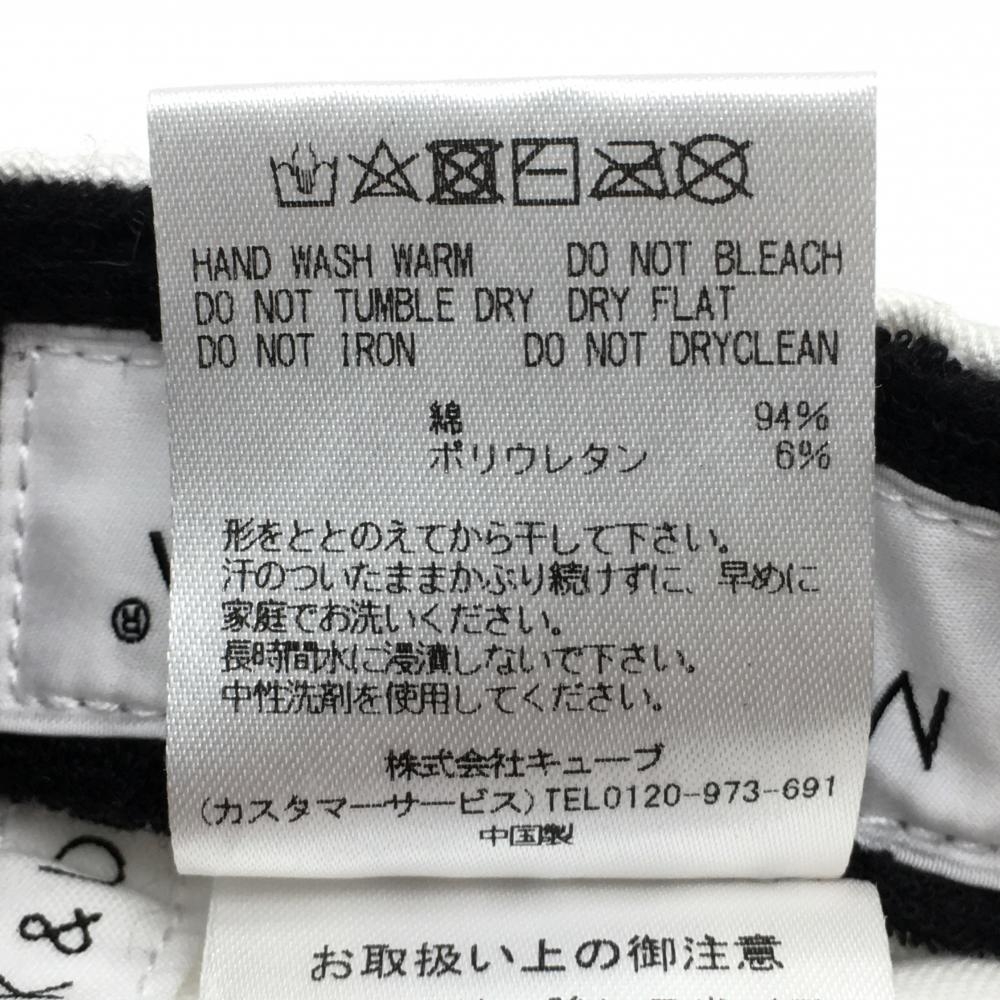 HAND WASH WARM DO NOT BLEACH
DO NOT TUMBLE DRY DRY FLAT
DO NOT IRON DO NOT DRYCLEAN
綿 94%
ポリウレタン 6%
形をととのえてから干して下さい。
汗のついたままかぶり続けずに、早めに
家庭でお洗いください。
長時間水に浸漬しないで下さい。
中性洗剤を使用してください。
株式会社キューブ
(カスタマーサービス)TEL0120-973-691
中国製
®
N
K &
お取扱い上の御注意